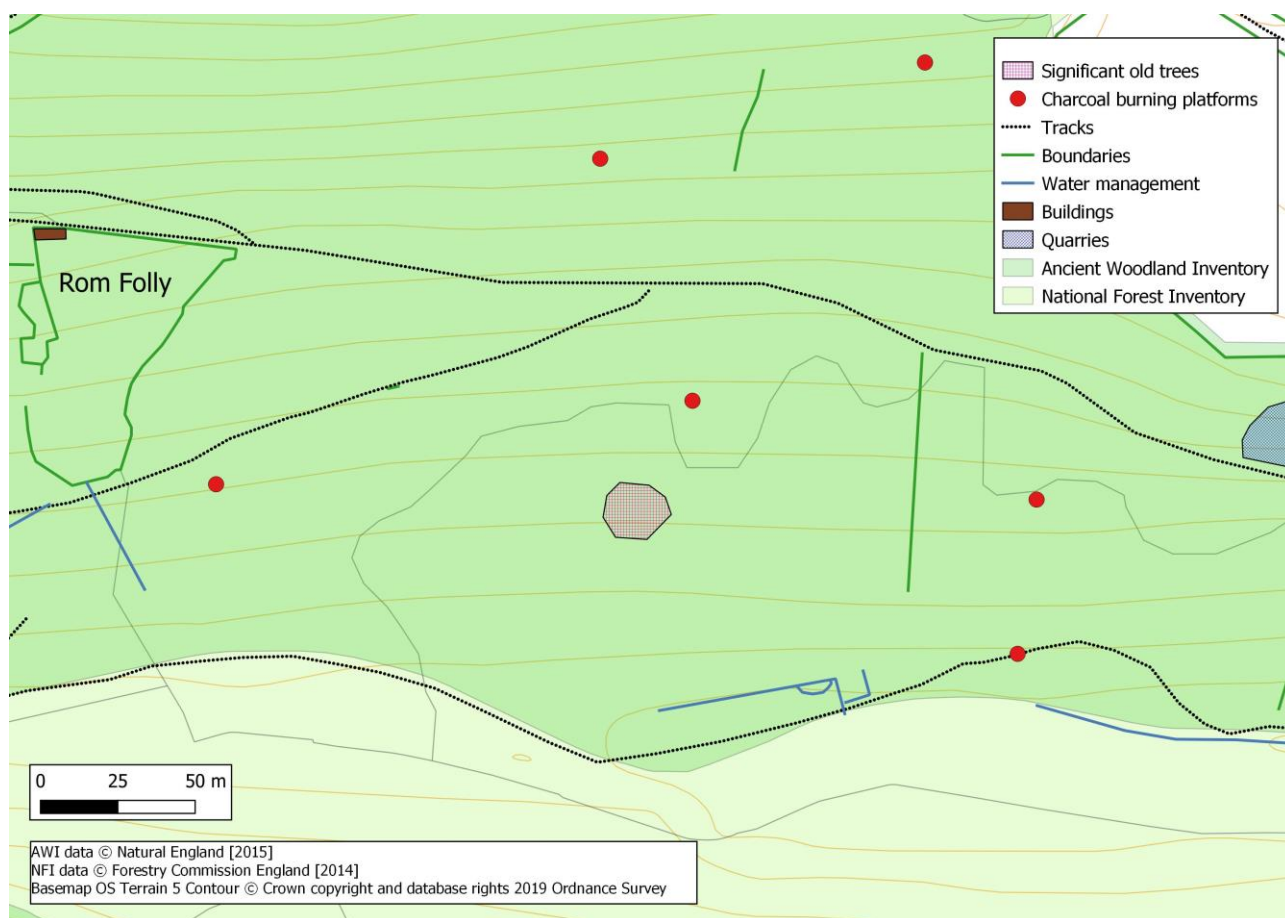 Significant old trees
Charcoal burning platforms
Tracks
Boundaries
Water management
Buildings
Quarries
Ancient Woodland Inventory
National Forest Inventory
Rom Folly
0 25 50 m
AWI data © Natural England [2015]
NFI data © Forestry Commission England [2014]
Basemap OS Terrain 5 Contour © Crown copyright and database rights 2019 Ordnance Survey